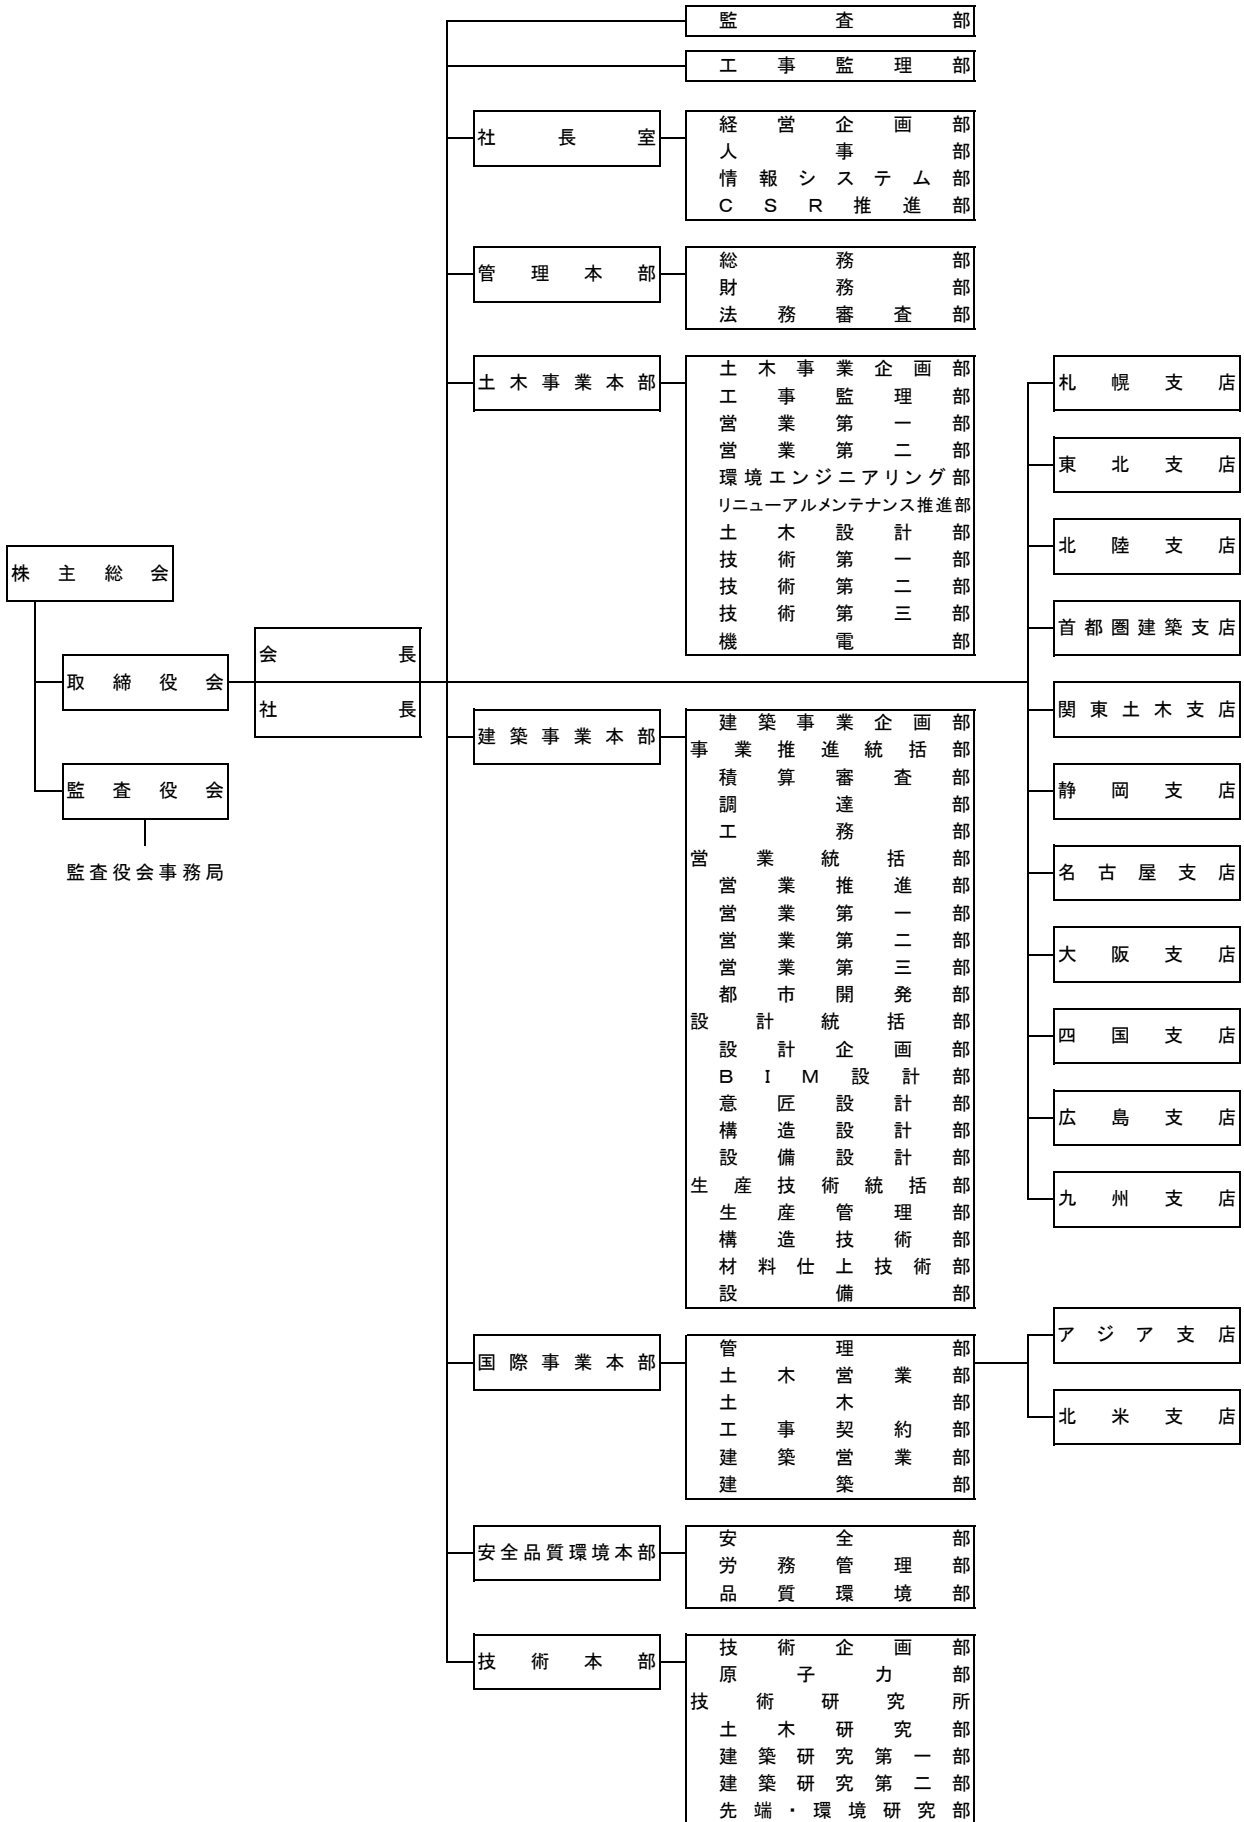 監査部
工事監理部
社長室
経営企画部
人事部
情報システム部
CSR推進部
管理本部
総務部
財務部
法務審査部
土木事業本部
土木事業企画部
工事監理部
営業第一部
営業第二部
環境エンジニアリング部
リニューアルメンテナンス推進部
土木設計部
技術第一部
技術第二部
技術第三部
機電部
札幌支店
東北支店
北陸支店
首都圏建築支店
関東土木支店
静岡支店
名古屋支店
大阪支店
四国支店
広島支店
九州支店
株主総会
取締役会
会長
社長
監査役会
監査役会事務局
建築事業本部
建築事業企画部
事業推進統括部
積算審査部
調達部
工務部
営業統括部
営業推進部
営業第一部
営業第二部
営業第三部
都市開発部
設計統括部
設計企画部
BIM設計部
意匠設計部
構造設計部
設備設計部
生産技術統括部
生産管理部
構造技術部
材料仕上技術部
設備部
国際事業本部
管理部
土木営業部
土木部
工事契約部
建築営業部
建築部
アジア支店
北米支店
安全品質環境本部
安全部
労務管理部
品質環境部
技術本部
技術企画部
原子力部
技術研究所
土木研究部
建築研究第一部
建築研究第二部
先端・環境研究部